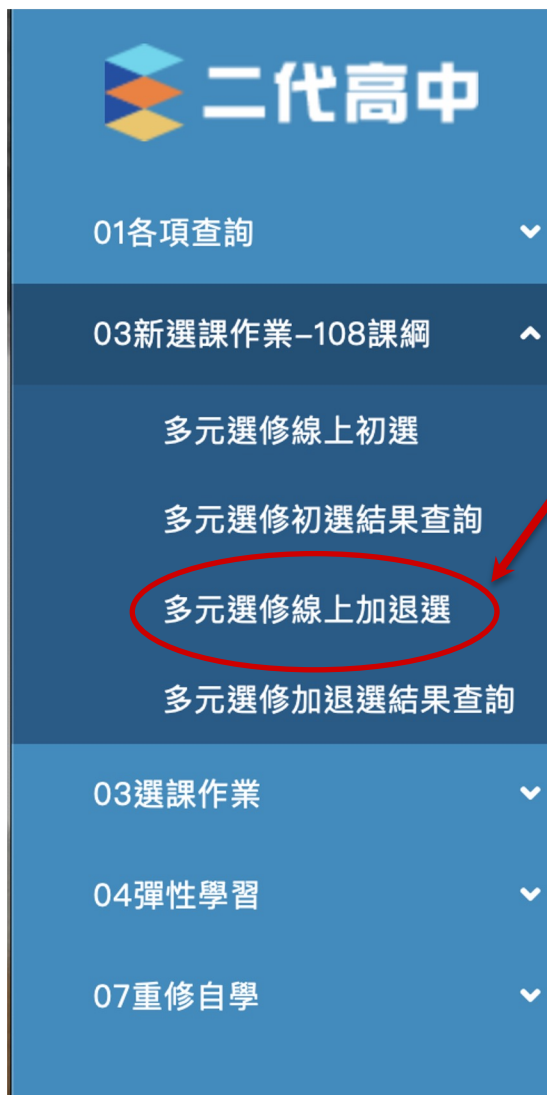 二代高中
01各項查詢
03新選課作業-108課綱
多元選修線上初選
多元選修初選結果查詢
多元選修線上加退選
多元選修加退選結果查詢
03選課作業
04彈性學習
07重修自學